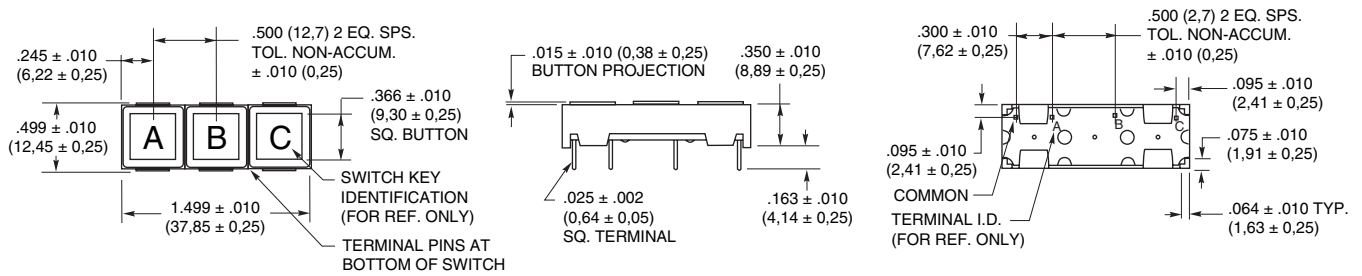 .500 (12,7) 2 EQ. SPS.
TOL. NON-ACCUM.
± .010 (0,25)
.245 ± .010
(6,22 ± 0,25)
.366 ± .010
(9,30 ± 0,25)
SQ. BUTTON
.499 ± .010
(12,45 ± 0,25)
A B C
SWITCH KEY
IDENTIFICATION
(FOR REF. ONLY)
1.499 ± .010
(37,85 ± 0,25)
TERMINAL PINS AT
BOTTOM OF SWITCH
.015 ± .010 (0,38 ± 0,25)
BUTTON PROJECTION
.350 ± .010
(8,89 ± 0,25)
.025 ± .002
(0,64 ± 0,05)
SQ. TERMINAL
.163 ± .010
(4,14 ± 0,25)
.300 ± .010
(7,62 ± 0,25)
.500 (2,7) 2 EQ. SPS.
TOL. NON-ACCUM.
± .010 (0,25)
.095 ± .010
(2,41 ± 0,25)
A B C
.095 ± .010
(2,41 ± 0,25)
COMMON
TERMINAL I.D.
(FOR REF. ONLY)
.075 ± .010
(1,91 ± 0,25)
.064 ± .010 TYP.
(1,63 ± 0,25)